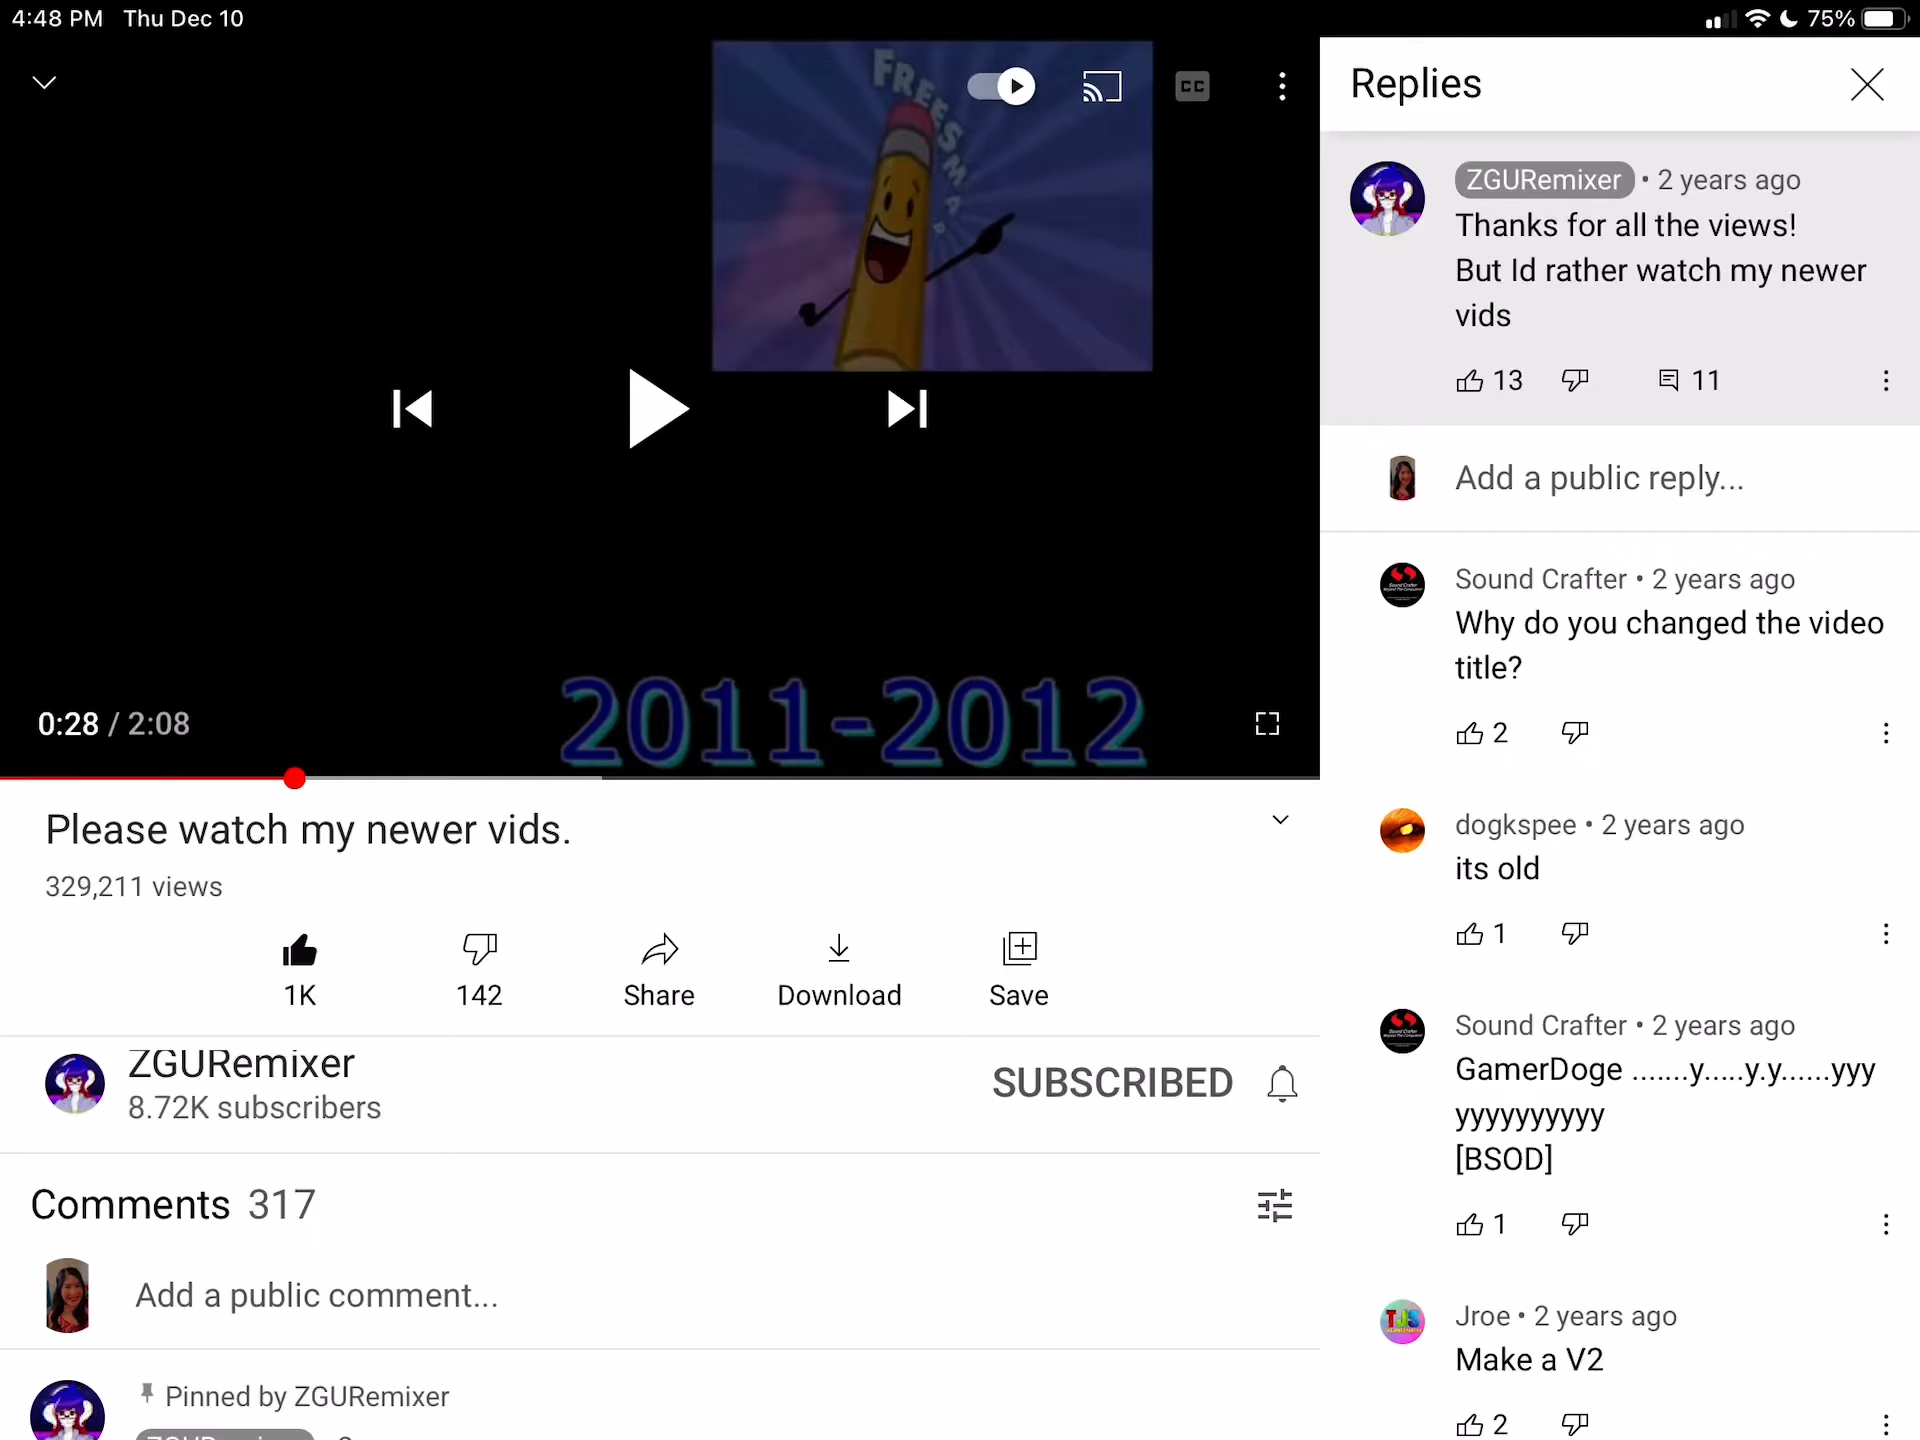 4:48 PM Thu Dec 10
75%
FREESMA
CC
2011-2012
0:28 / 2:08
Please watch my newer vids.
329,211 views
1K
142
Share
Download
Save
ZGURemixer
8.72K subscribers
SUBSCRIBED
Comments 317
Add a public comment...
Pinned by ZGURemixer
Replies
ZGURemixer • 2 years ago
Thanks for all the views!
But Id rather watch my newer
vids
13
11
Add a public reply...
Sound Crafter • 2 years ago
Why do you changed the video
title?
2
dogkspee • 2 years ago
its old
1
Sound Crafter • 2 years ago
GamerDoge .......y.....y.y......yyy
yyyyyyyyyy
[BSOD]
1
TJS
Jroe • 2 years ago
Make a V2
2